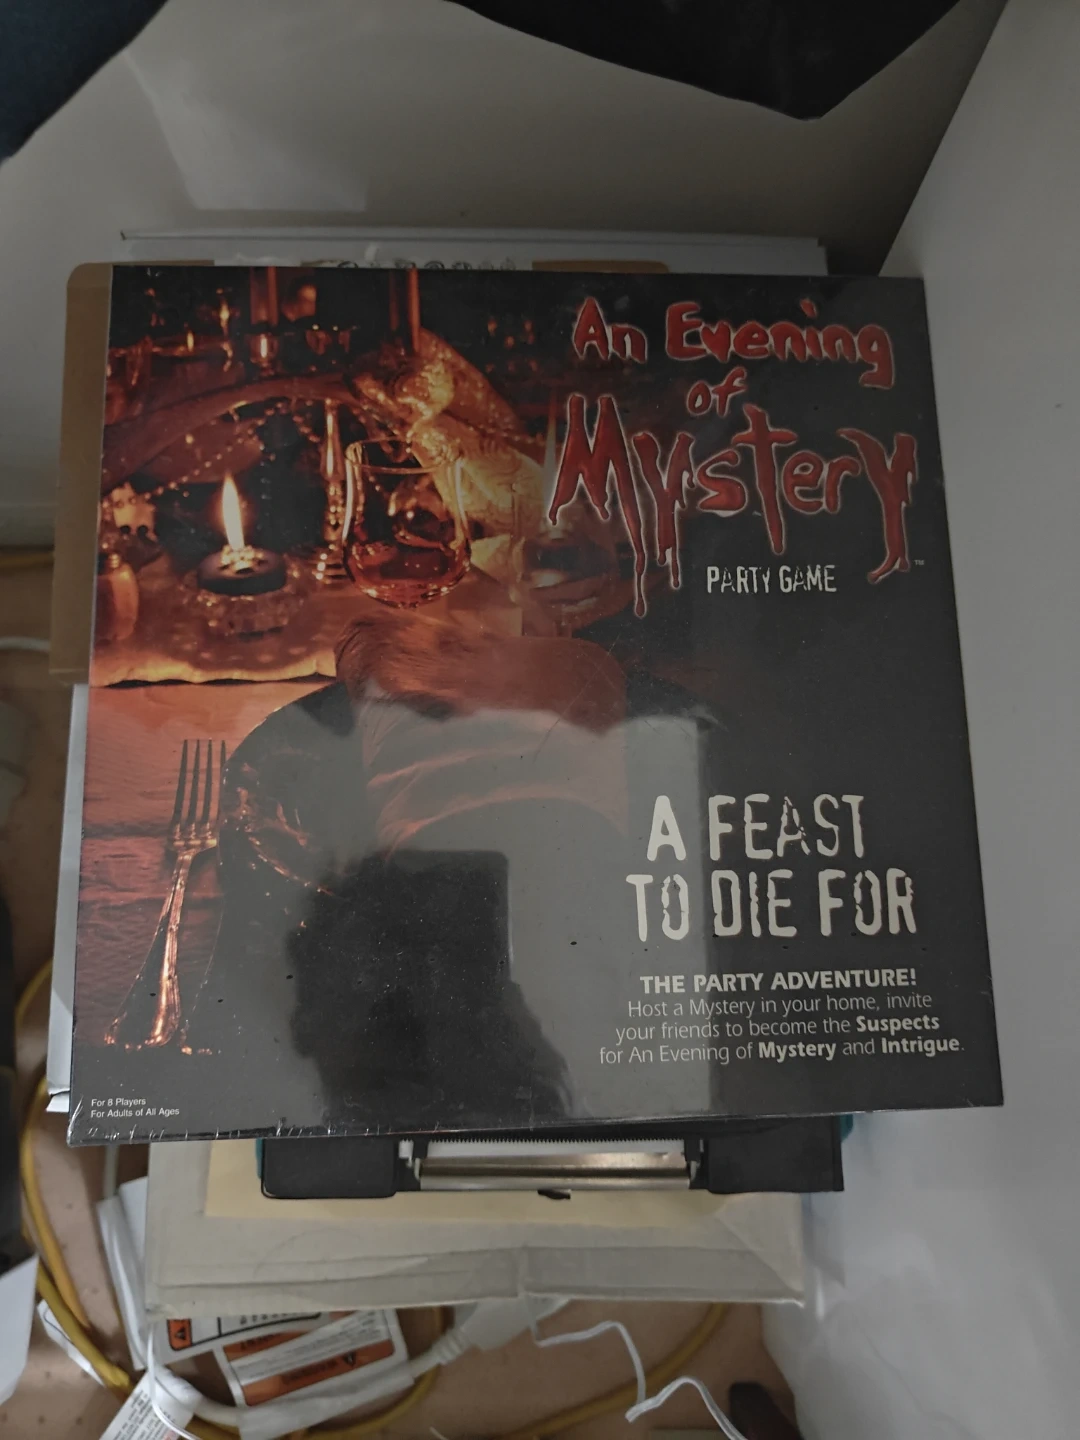 An Evening
of
Mystery™
PARTY GAME
A FEAST
TO DIE FOR
THE PARTY ADVENTURE!
Host a Mystery in your home, invite
your friends to become the Suspects
for An Evening of Mystery and Intrigue.
For 8 Players
For Adults of All Ages